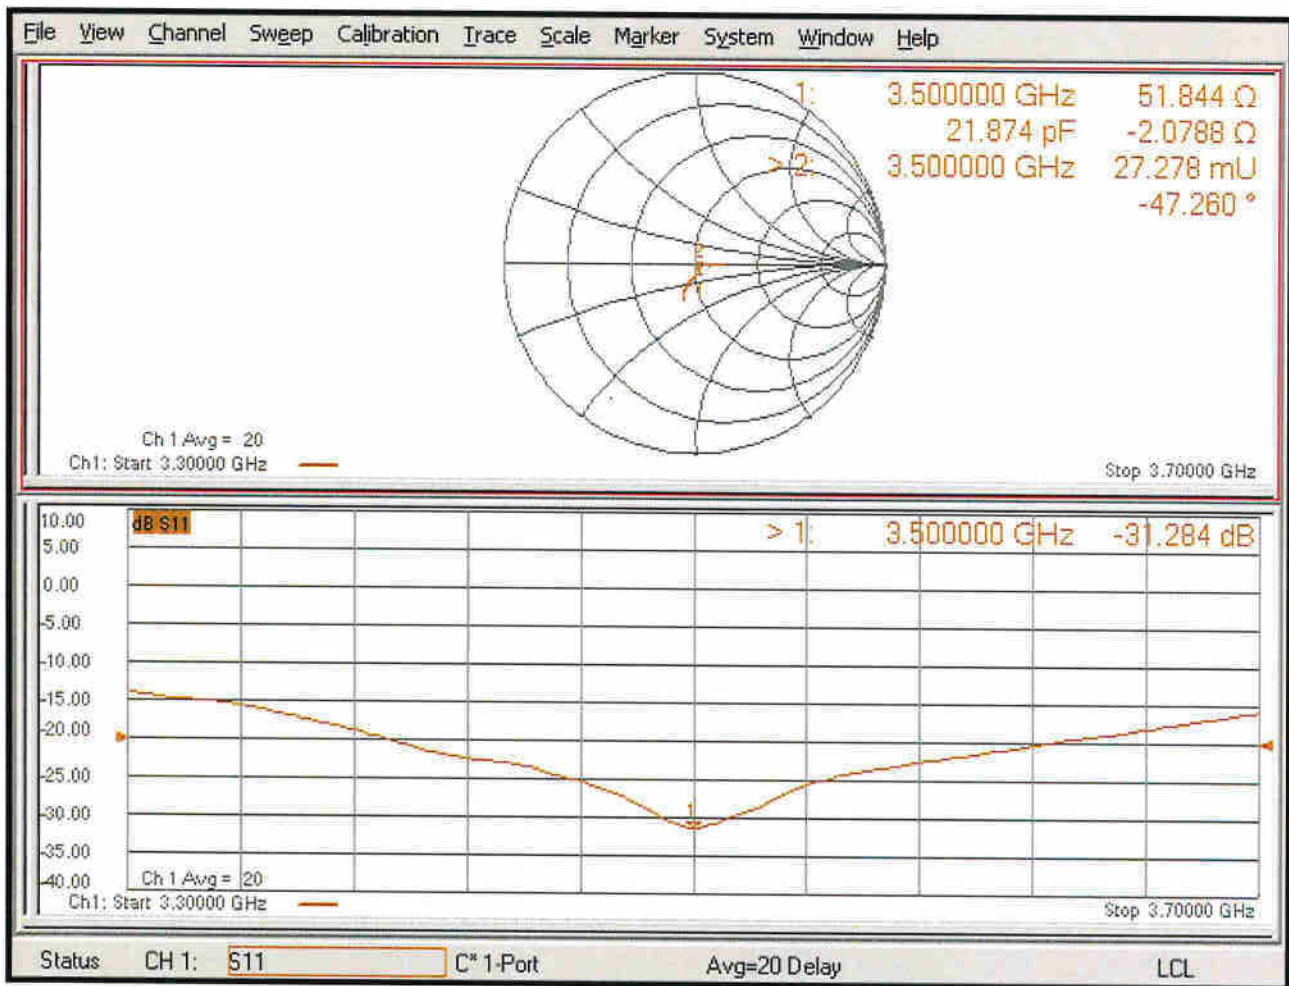 File View Channel Sweep Calibration Trace Scale Marker System Window Help
1: 3.500000 GHz 51.844 Ω
21.874 pF -2.0788 Ω
> 2: 3.500000 GHz 27.278 mU
-47.260 °
Ch 1 Avg = 20
Ch1: Start 3.30000 GHz
Stop 3.70000 GHz
10.00
dB S11
> 1: 3.500000 GHz -31.284 dB
5.00
0.00
-5.00
-10.00
-15.00
-20.00
-25.00
-30.00
1
-35.00
-40.00
Ch 1 Avg = 20
Ch1: Start 3.30000 GHz
Stop 3.70000 GHz
Status CH 1: S11 C* 1-Port Avg=20 Delay LCL